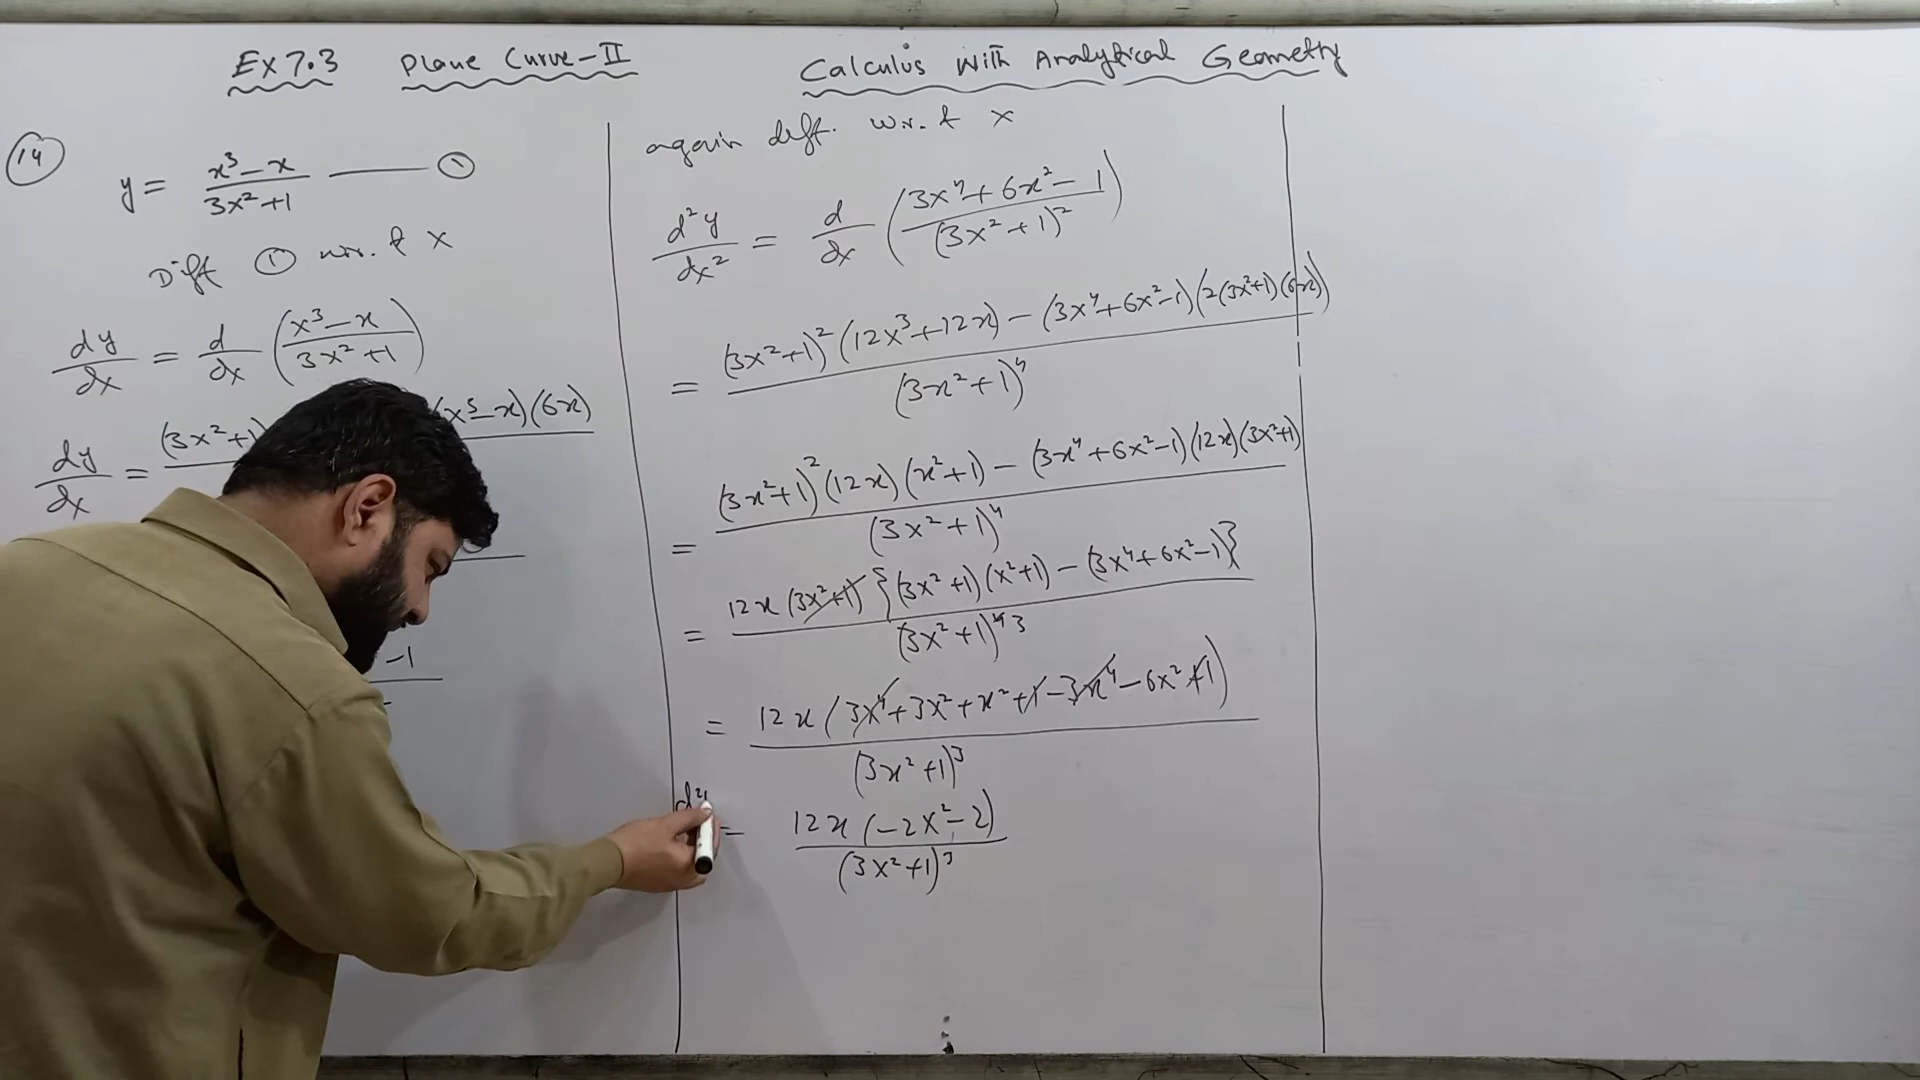 Ex 7.3 Plane Curve-II Calculus with Analytical Geometry
(14)
y = (x³ - x)/(3x² + 1) —— ①
Diff ① w.r.t x
dy/dx = d/dx ((x³ - x)/(3x² + 1))
dy/dx = (3x² + 1) (x³ - x)(6x)
-1
again diff. w.r.t x
d²y/dx² = d/dx ((3x⁴ + 6x² - 1)/(3x² + 1)²)
= ((3x² + 1)² (12x³ + 12x) - (3x⁴ + 6x² - 1)(2(3x² + 1)(6x)))/(3x² + 1)⁴
= ((3x² + 1)² (12x)(x² + 1) - (3x⁴ + 6x² - 1)(12x)(3x² + 1))/(3x² + 1)⁴
= 12x (3x² + 1) {(3x² + 1)(x² + 1) - (3x⁴ + 6x² - 1)}/(3x² + 1)⁴ ³
= 12x (3x⁴ + 3x² + x² + 1 - 3x⁴ - 6x² + 1)/(3x² + 1)³
d²y = 12x (-2x² - 2)/(3x² + 1)³